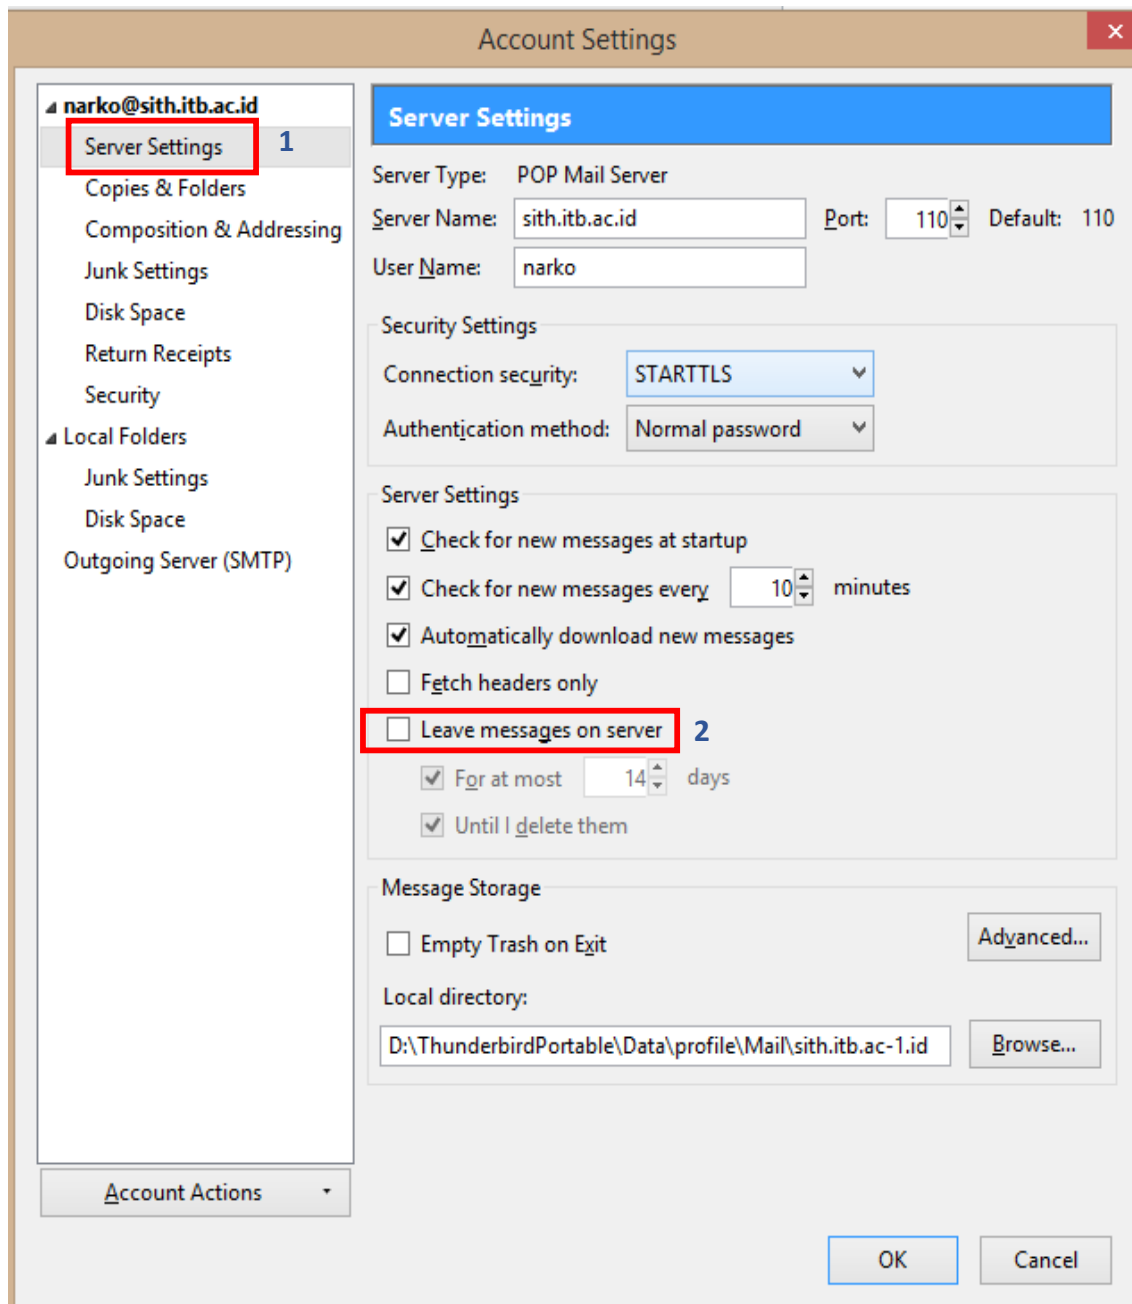 Account Settings
narko@sith.itb.ac.id
Server Settings 1
Copies & Folders
Composition & Addressing
Junk Settings
Disk Space
Return Receipts
Security
Local Folders
Junk Settings
Disk Space
Outgoing Server (SMTP)
Account Actions
Server Settings
Server Type: POP Mail Server
Server Name: sith.itb.ac.id Port: 110 Default: 110
User Name: narko
Security Settings
Connection security: STARTTLS
Authentication method: Normal password
Server Settings
Check for new messages at startup
Check for new messages every 10 minutes
Automatically download new messages
Fetch headers only
Leave messages on server 2
For at most 14 days
Until I delete them
Message Storage
Empty Trash on Exit
Advanced...
Local directory:
D:\ThunderbirdPortable\Data\profile\Mail\sith.itb.ac-1.id Browse...
OK Cancel